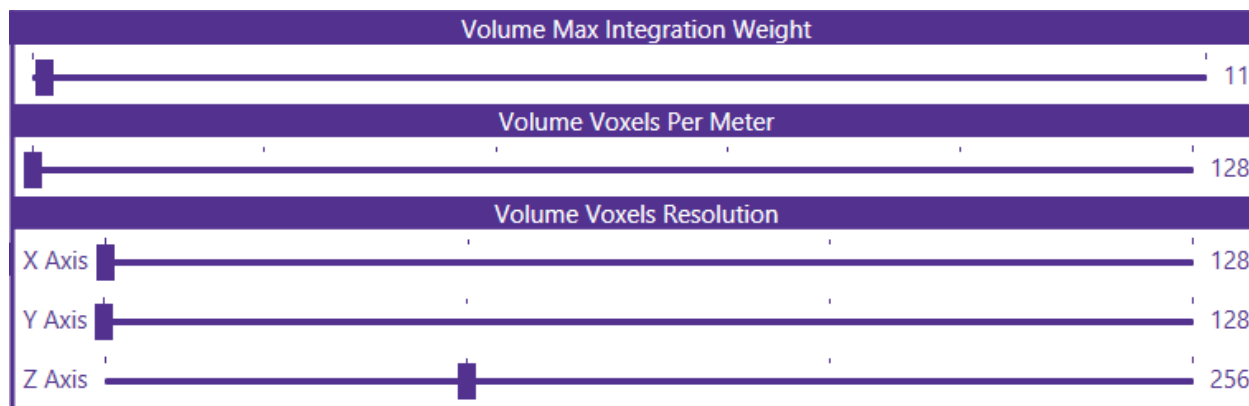 Volume Max Integration Weight
11
Volume Voxels Per Meter
128
Volume Voxels Resolution
X Axis 128
Y Axis 128
Z Axis 256